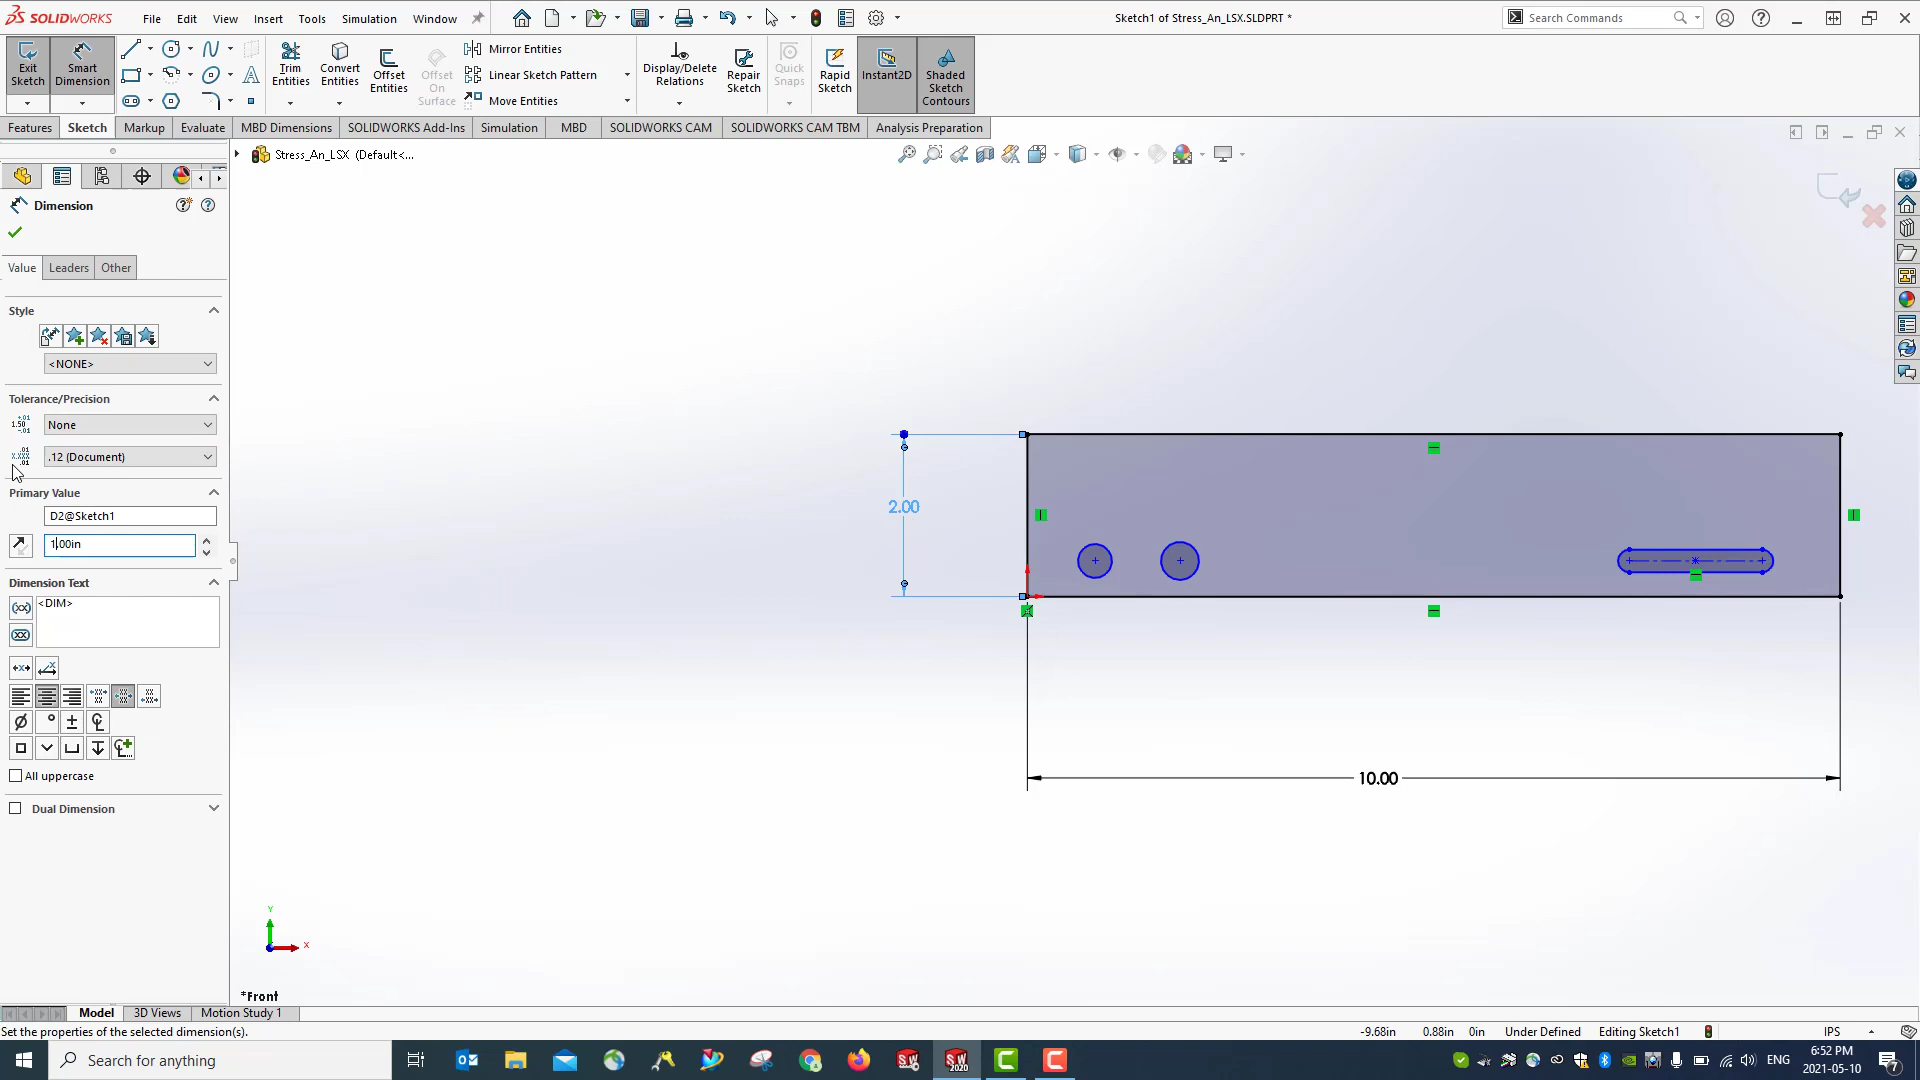 SOLIDWORKS File Edit View Insert Tools Simulation Window Sketch1 of Stress_An_LSX.SLDPRT * Search Commands
Exit Sketch
Smart Dimension
Trim Entities
Convert Entities
Offset Entities
Offset On Surface
Mirror Entities
Linear Sketch Pattern
Move Entities
Display/Delete Relations
Repair Sketch
Quick Snaps
Rapid Sketch
Instant2D
Shaded Sketch Contours
Features Sketch Markup Evaluate MBD Dimensions SOLIDWORKS Add-Ins Simulation MBD SOLIDWORKS CAM SOLIDWORKS CAM TBM Analysis Preparation
Stress_An_LSX (Default<...
Dimension
Value Leaders Other
Style
<NONE>
Tolerance/Precision
None
.12 (Document)
Primary Value
D2@Sketch1
1.00in
Dimension Text
<DIM>
All uppercase
Dual Dimension
2.00
10.00
Y
X
*Front
Model 3D Views Motion Study 1
Set the properties of the selected dimension(s). -9.68in 0.88in 0in Under Defined Editing Sketch1 IPS
Search for anything
ENG
6:52 PM
2021-05-10
7